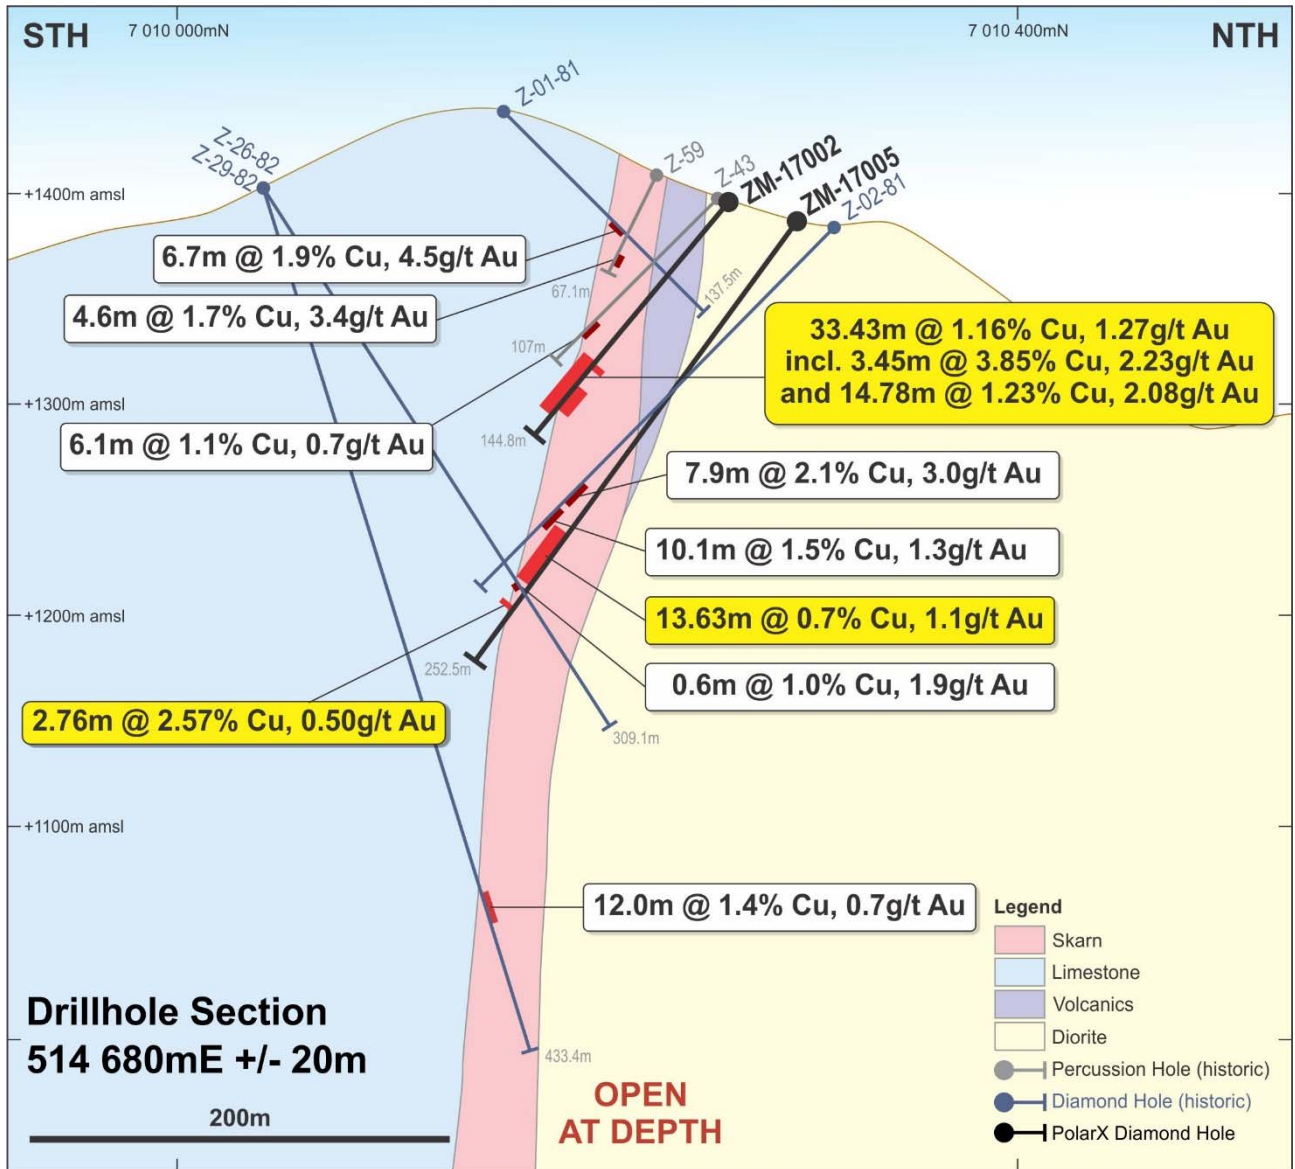 STH
7 010 000mN
7 010 400mN
NTH
Z-01-81
Z-26-82
Z-29-82
Z-59
Z-43
ZM-17002
ZM-17005
Z-02-81
+1400m amsl
6.7m @ 1.9% Cu, 4.5g/t Au
67.1m
137.5m
4.6m @ 1.7% Cu, 3.4g/t Au
107m
33.43m @ 1.16% Cu, 1.27g/t Au
incl. 3.45m @ 3.85% Cu, 2.23g/t Au
and 14.78m @ 1.23% Cu, 2.08g/t Au
+1300m amsl
6.1m @ 1.1% Cu, 0.7g/t Au
144.8m
7.9m @ 2.1% Cu, 3.0g/t Au
10.1m @ 1.5% Cu, 1.3g/t Au
+1200m amsl
13.63m @ 0.7% Cu, 1.1g/t Au
252.5m
0.6m @ 1.0% Cu, 1.9g/t Au
2.76m @ 2.57% Cu, 0.50g/t Au
309.1m
+1100m amsl
12.0m @ 1.4% Cu, 0.7g/t Au
Legend
Skarn
Limestone
Volcanics
Diorite
Percussion Hole (historic)
Diamond Hole (historic)
PolarX Diamond Hole
Drillhole Section
514 680mE +/- 20m
433.4m
200m
OPEN
AT DEPTH